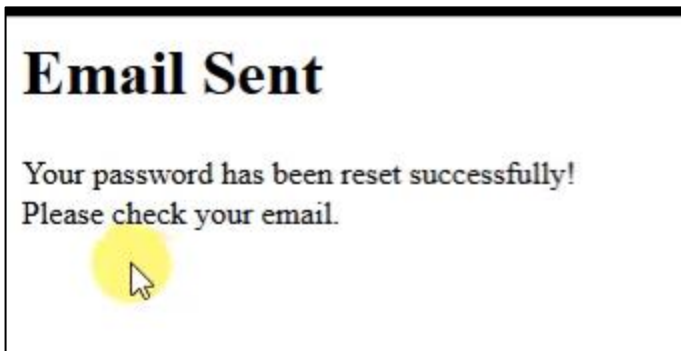 Email Sent
Your password has been reset successfully!
Please check your email.